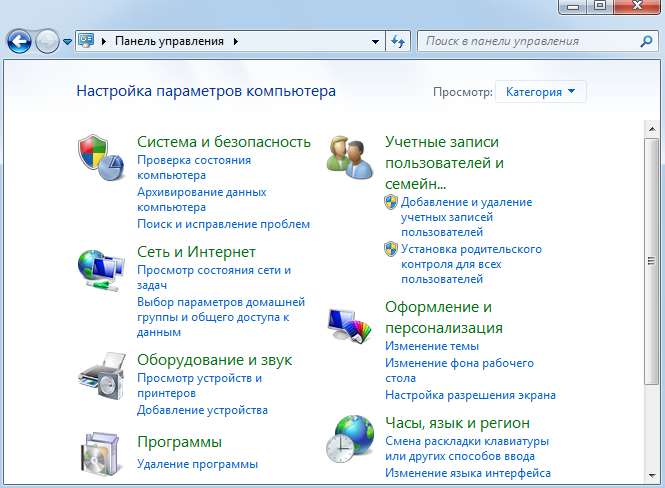 Панель управления
Поиск в панели управления
Настройка параметров компьютера
Просмотр:
Категория
Система и безопасность
Проверка состояния
компьютера
Архивирование данных
компьютера
Поиск и исправление проблем
Сеть и Интернет
Просмотр состояния сети и
задач
Выбор параметров домашней
группы и общего доступа к
данным
Оборудование и звук
Просмотр устройств и
принтеров
Добавление устройства
Программы
Удаление программы
Учетные записи
пользователей и
семейн...
Добавление и удаление
учетных записей
пользователей
Установка родительского
контроля для всех
пользователей
Оформление и
персонализация
Изменение темы
Изменение фона рабочего
стола
Настройка разрешения экрана
Часы, язык и регион
Смена раскладки клавиатуры
или других способов ввода
Изменение языка интерфейса